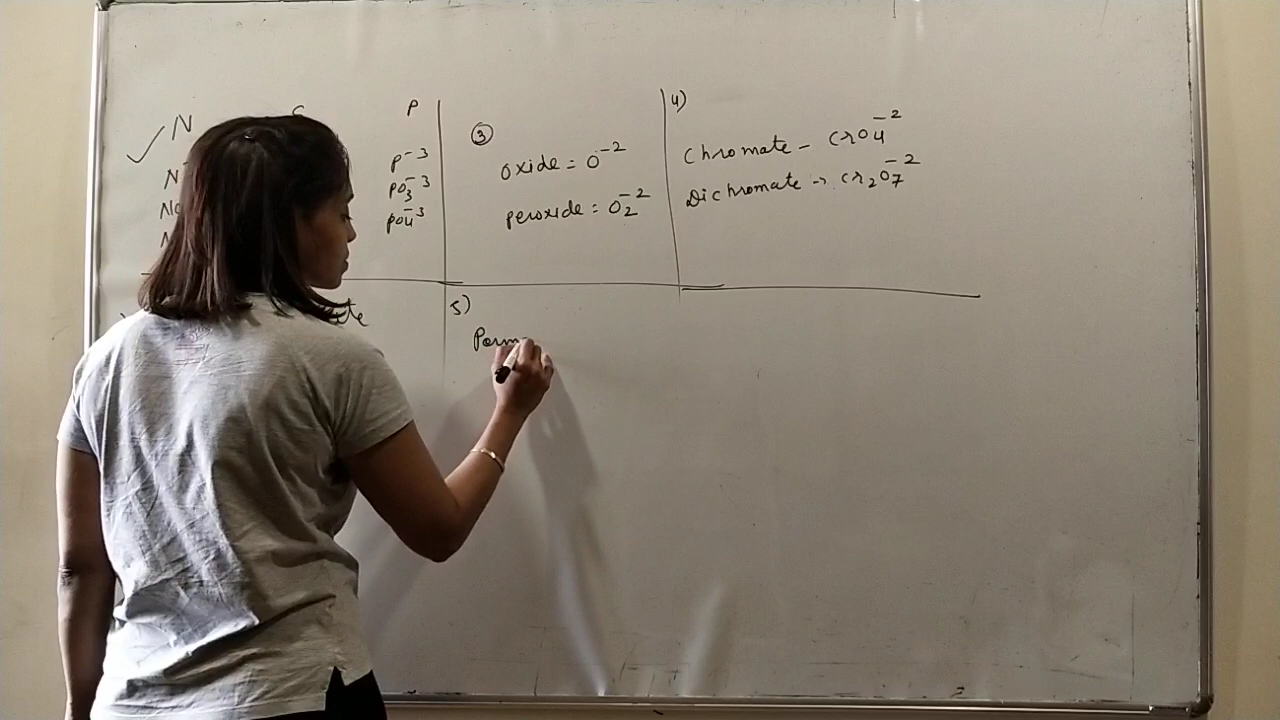 N P
P⁻³
PO₃⁻³
PO₄⁻³
③
oxide = O⁻²
peroxide = O₂⁻²
4)
Chromate - CrO₄⁻²
Dichromate → Cr₂O₇⁻²
5)
Perm